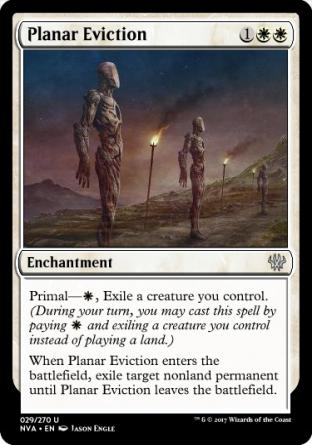 Planar Eviction 1
Enchantment
Primal—, Exile a creature you control.
(During your turn, you may cast this spell by
paying and exiling a creature you control
instead of playing a land.)
When Planar Eviction enters the
battlefield, exile target nonland permanent
until Planar Eviction leaves the battlefield.
029/270 U
NVA • EN JASON ENGLE
™ & © 2017 Wizards of the Coast